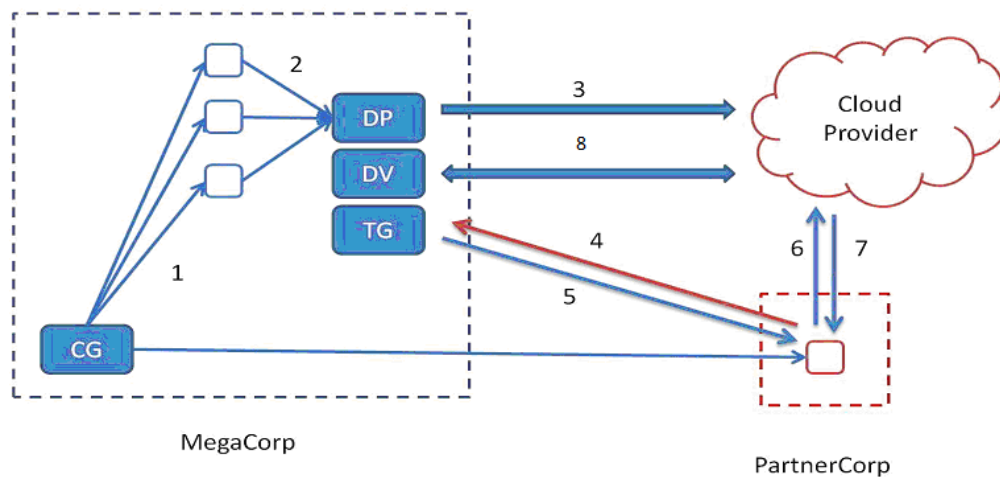 2
DP
3
Cloud
Provider
DV
8
TG
4
6
7
1
5
CG
MegaCorp
PartnerCorp